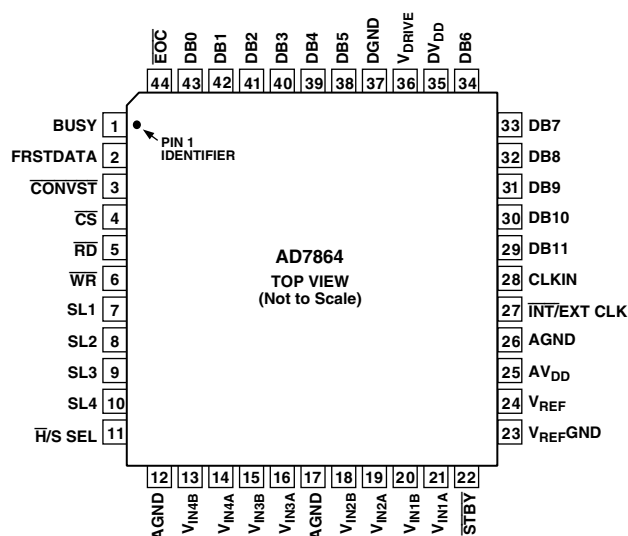 EOC
DB0
DB1
DB2
DB3
DB4
DB5
DGND
VDRIVE
DVDD
DB6
44 43 42 41 40 39 38 37 36 35 34
BUSY 1
FRSTDATA 2
CONVST 3
CS 4
RD 5
WR 6
SL1 7
SL2 8
SL3 9
SL4 10
H/S SEL 11
PIN 1
IDENTIFIER
AD7864
TOP VIEW
(Not to Scale)
33 DB7
32 DB8
31 DB9
30 DB10
29 DB11
28 CLKIN
27 INT/EXT CLK
26 AGND
25 AVDD
24 VREF
23 VREFGND
12 13 14 15 16 17 18 19 20 21 22
AGND
VIN4B
VIN4A
VIN3B
VIN3A
AGND
VIN2B
VIN2A
VIN1B
VIN1A
STBY